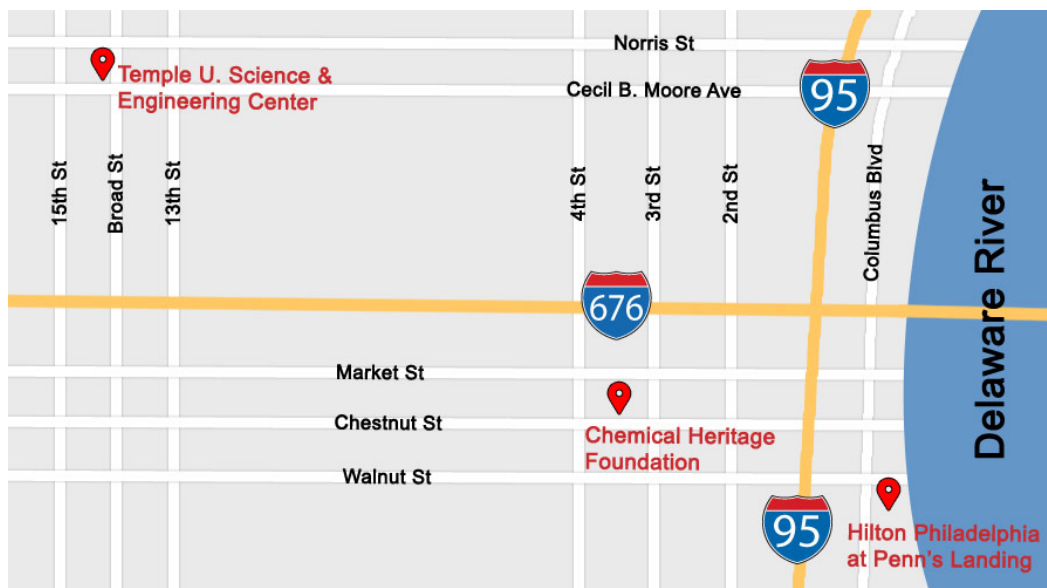 Norris St
Temple U. Science &
Engineering Center
Cecil B. Moore Ave
95
15th St
Broad St
13th St
4th St
3rd St
2nd St
Columbus Blvd
Delaware River
676
Market St
Chestnut St
Chemical Heritage
Foundation
Walnut St
95
Hilton Philadelphia
at Penn's Landing